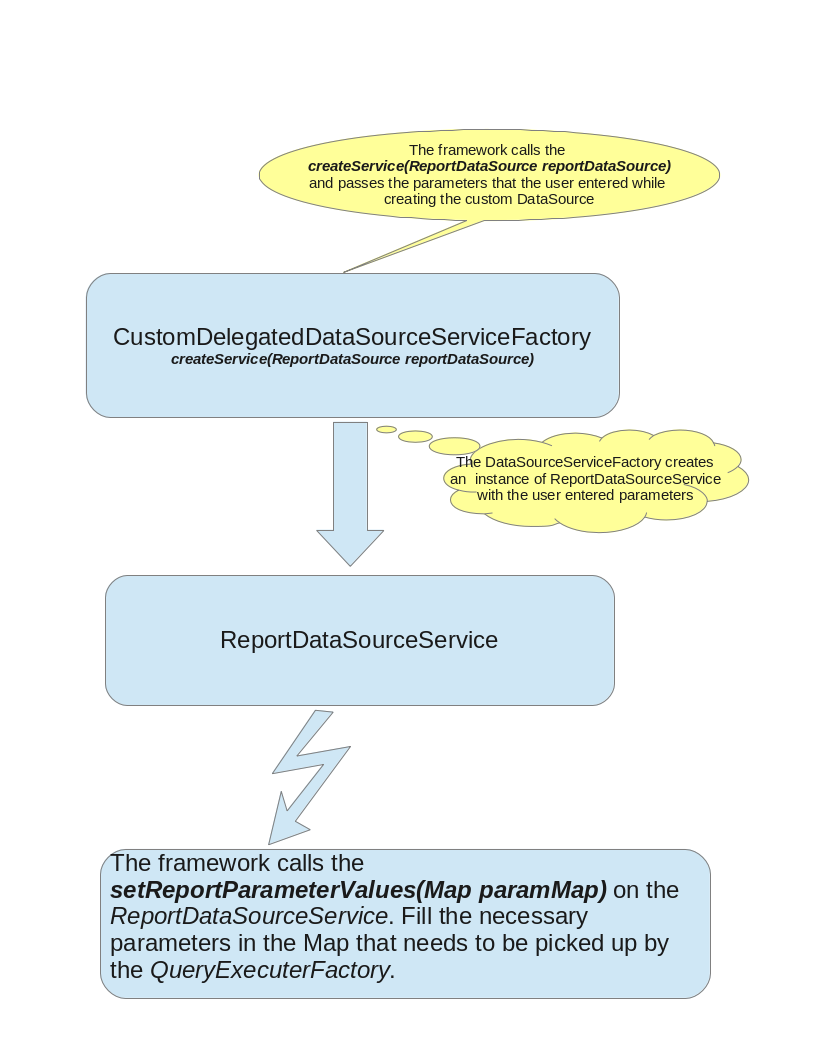 The framework calls the
createService(ReportDataSource reportDataSource)
and passes the parameters that the user entered while
creating the custom DataSource
CustomDelegatedDataSourceServiceFactory
createService(ReportDataSource reportDataSource)
The DataSourceServiceFactory creates
an  instance of ReportDataSourceService
with the user entered parameters
ReportDataSourceService
The framework calls the
setReportParameterValues(Map paramMap) on the
ReportDataSourceService. Fill the necessary
parameters in the Map that needs to be picked up by
the QueryExecuterFactory.